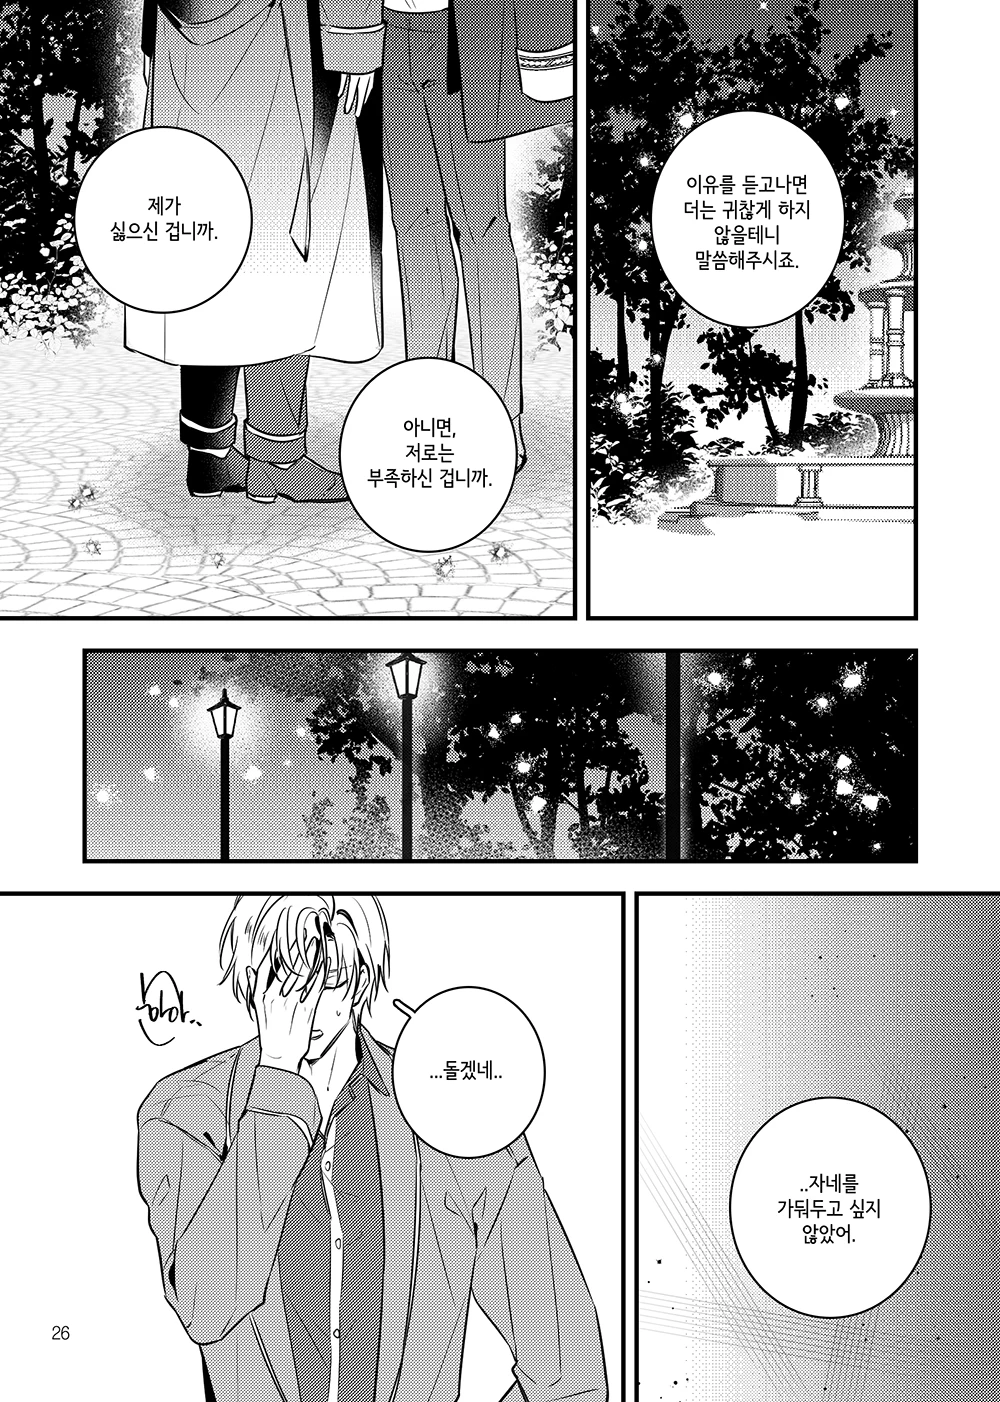 이유를 듣고나면
더는 귀찮게 하지
않을테니
말씀해주시죠.
제가
싫으신 겁니까.
아니면,
저로는
부족하신 겁니까.
..자네를
가둬두고 싶지
않았어.
...돌겠네..
하아..
26